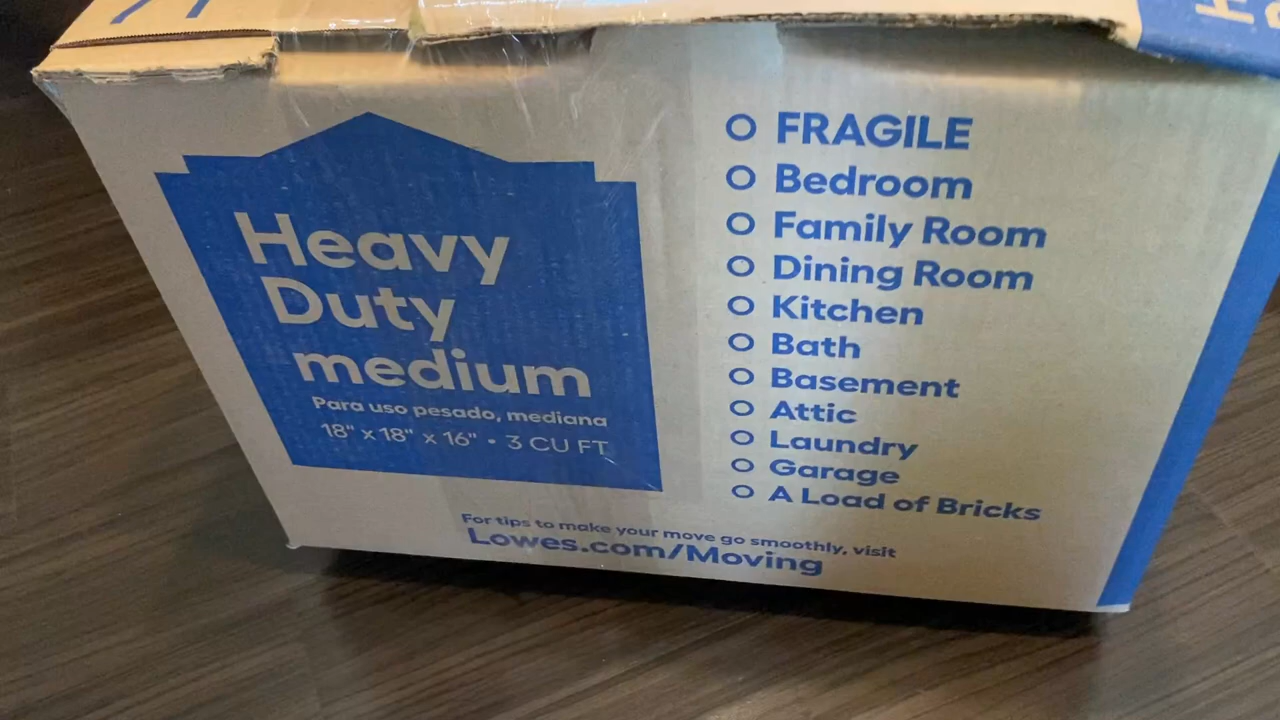 Heavy
Duty
medium
Para uso pesado, mediana
18" x 18" x 16" • 3 CU FT
FRAGILE
Bedroom
Family Room
Dining Room
Kitchen
Bath
Basement
Attic
Laundry
Garage
A Load of Bricks
For tips to make your move go smoothly, visit
Lowes.com/Moving